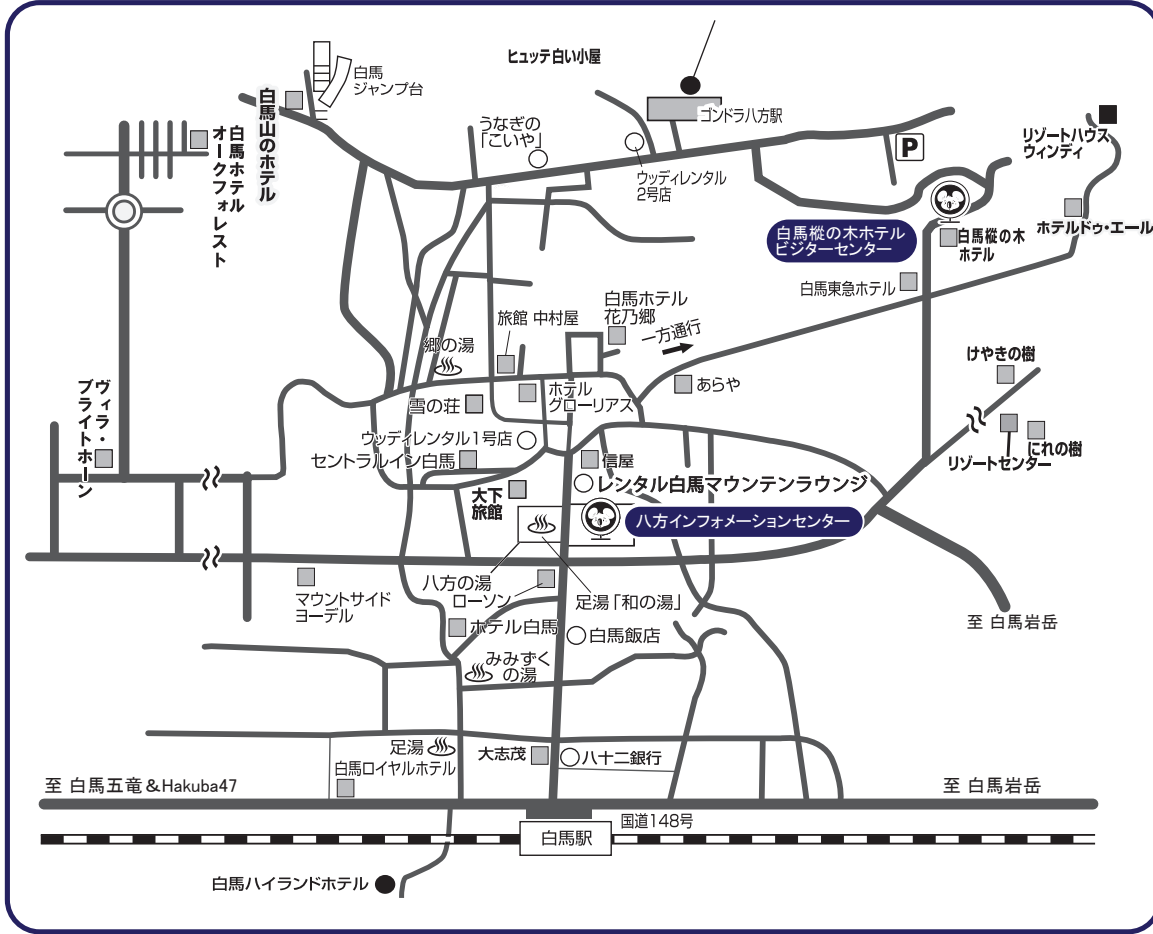 ヒュッテ白い小屋
白馬
ジャンプ台
白馬山のホテル
白馬ホテル
オークフォレスト
うなぎの
「こいや」
ゴンドラ八方駅
ウッディレンタル
2号店
P
リゾートハウス
ウィンディ
白馬樅の木ホテル
ビジターセンター
白馬樅の木
ホテル
ホテルドゥ・エール
白馬東急ホテル
白馬ホテル
花乃郷
一方通行
旅館 中村屋
郷の湯
けやきの樹
あらや
ホテル
グローリアス
雪の荘
ヴィラ・
ブライトホーン
ウッディレンタル1号店
セントラルイン白馬
信屋
にれの樹
リゾートセンター
レンタル白馬マウンテンラウンジ
大下
旅館
八方インフォメーションセンター
八方の湯
ローソン
足湯「和の湯」
マウントサイド
ヨーデル
至 白馬岩岳
ホテル白馬
白馬飯店
みみずく
の湯
足湯
大志茂
八十二銀行
白馬ロイヤルホテル
至 白馬五竜&Hakuba47
至 白馬岩岳
国道148号
白馬駅
白馬ハイランドホテル